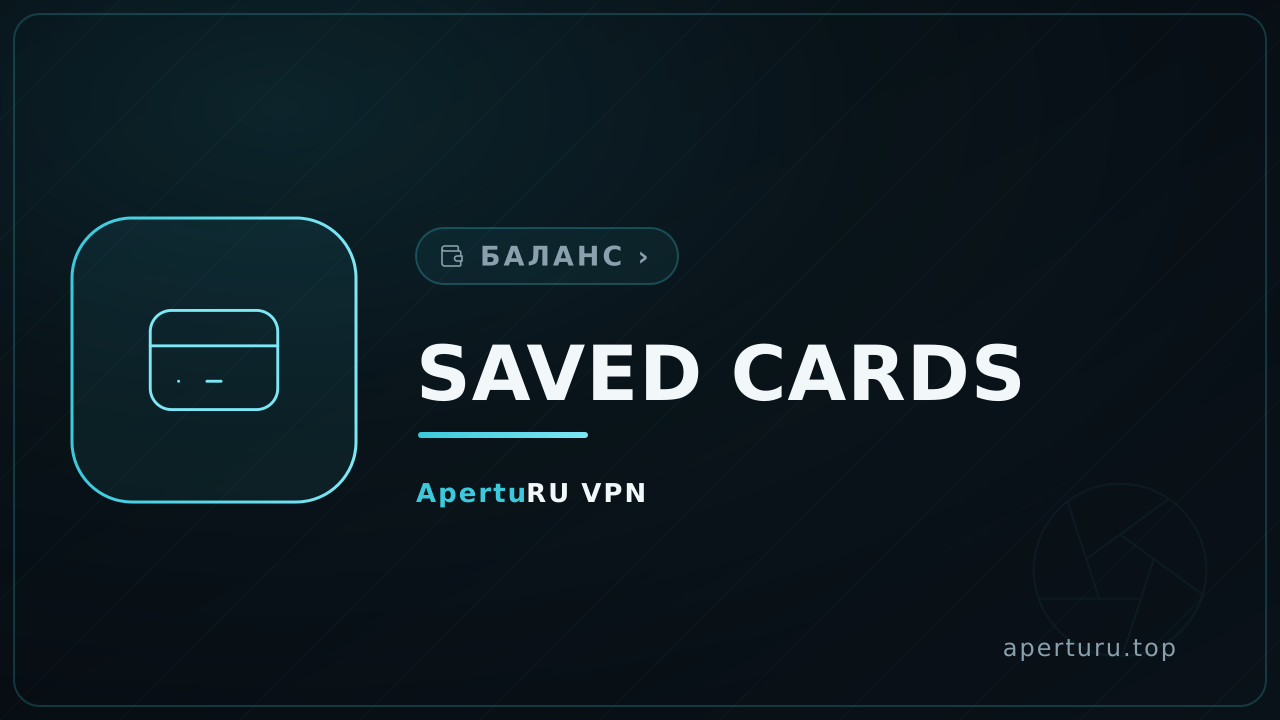 БАЛАНС ›
SAVED CARDS
ApertuRU VPN
aperturu.top